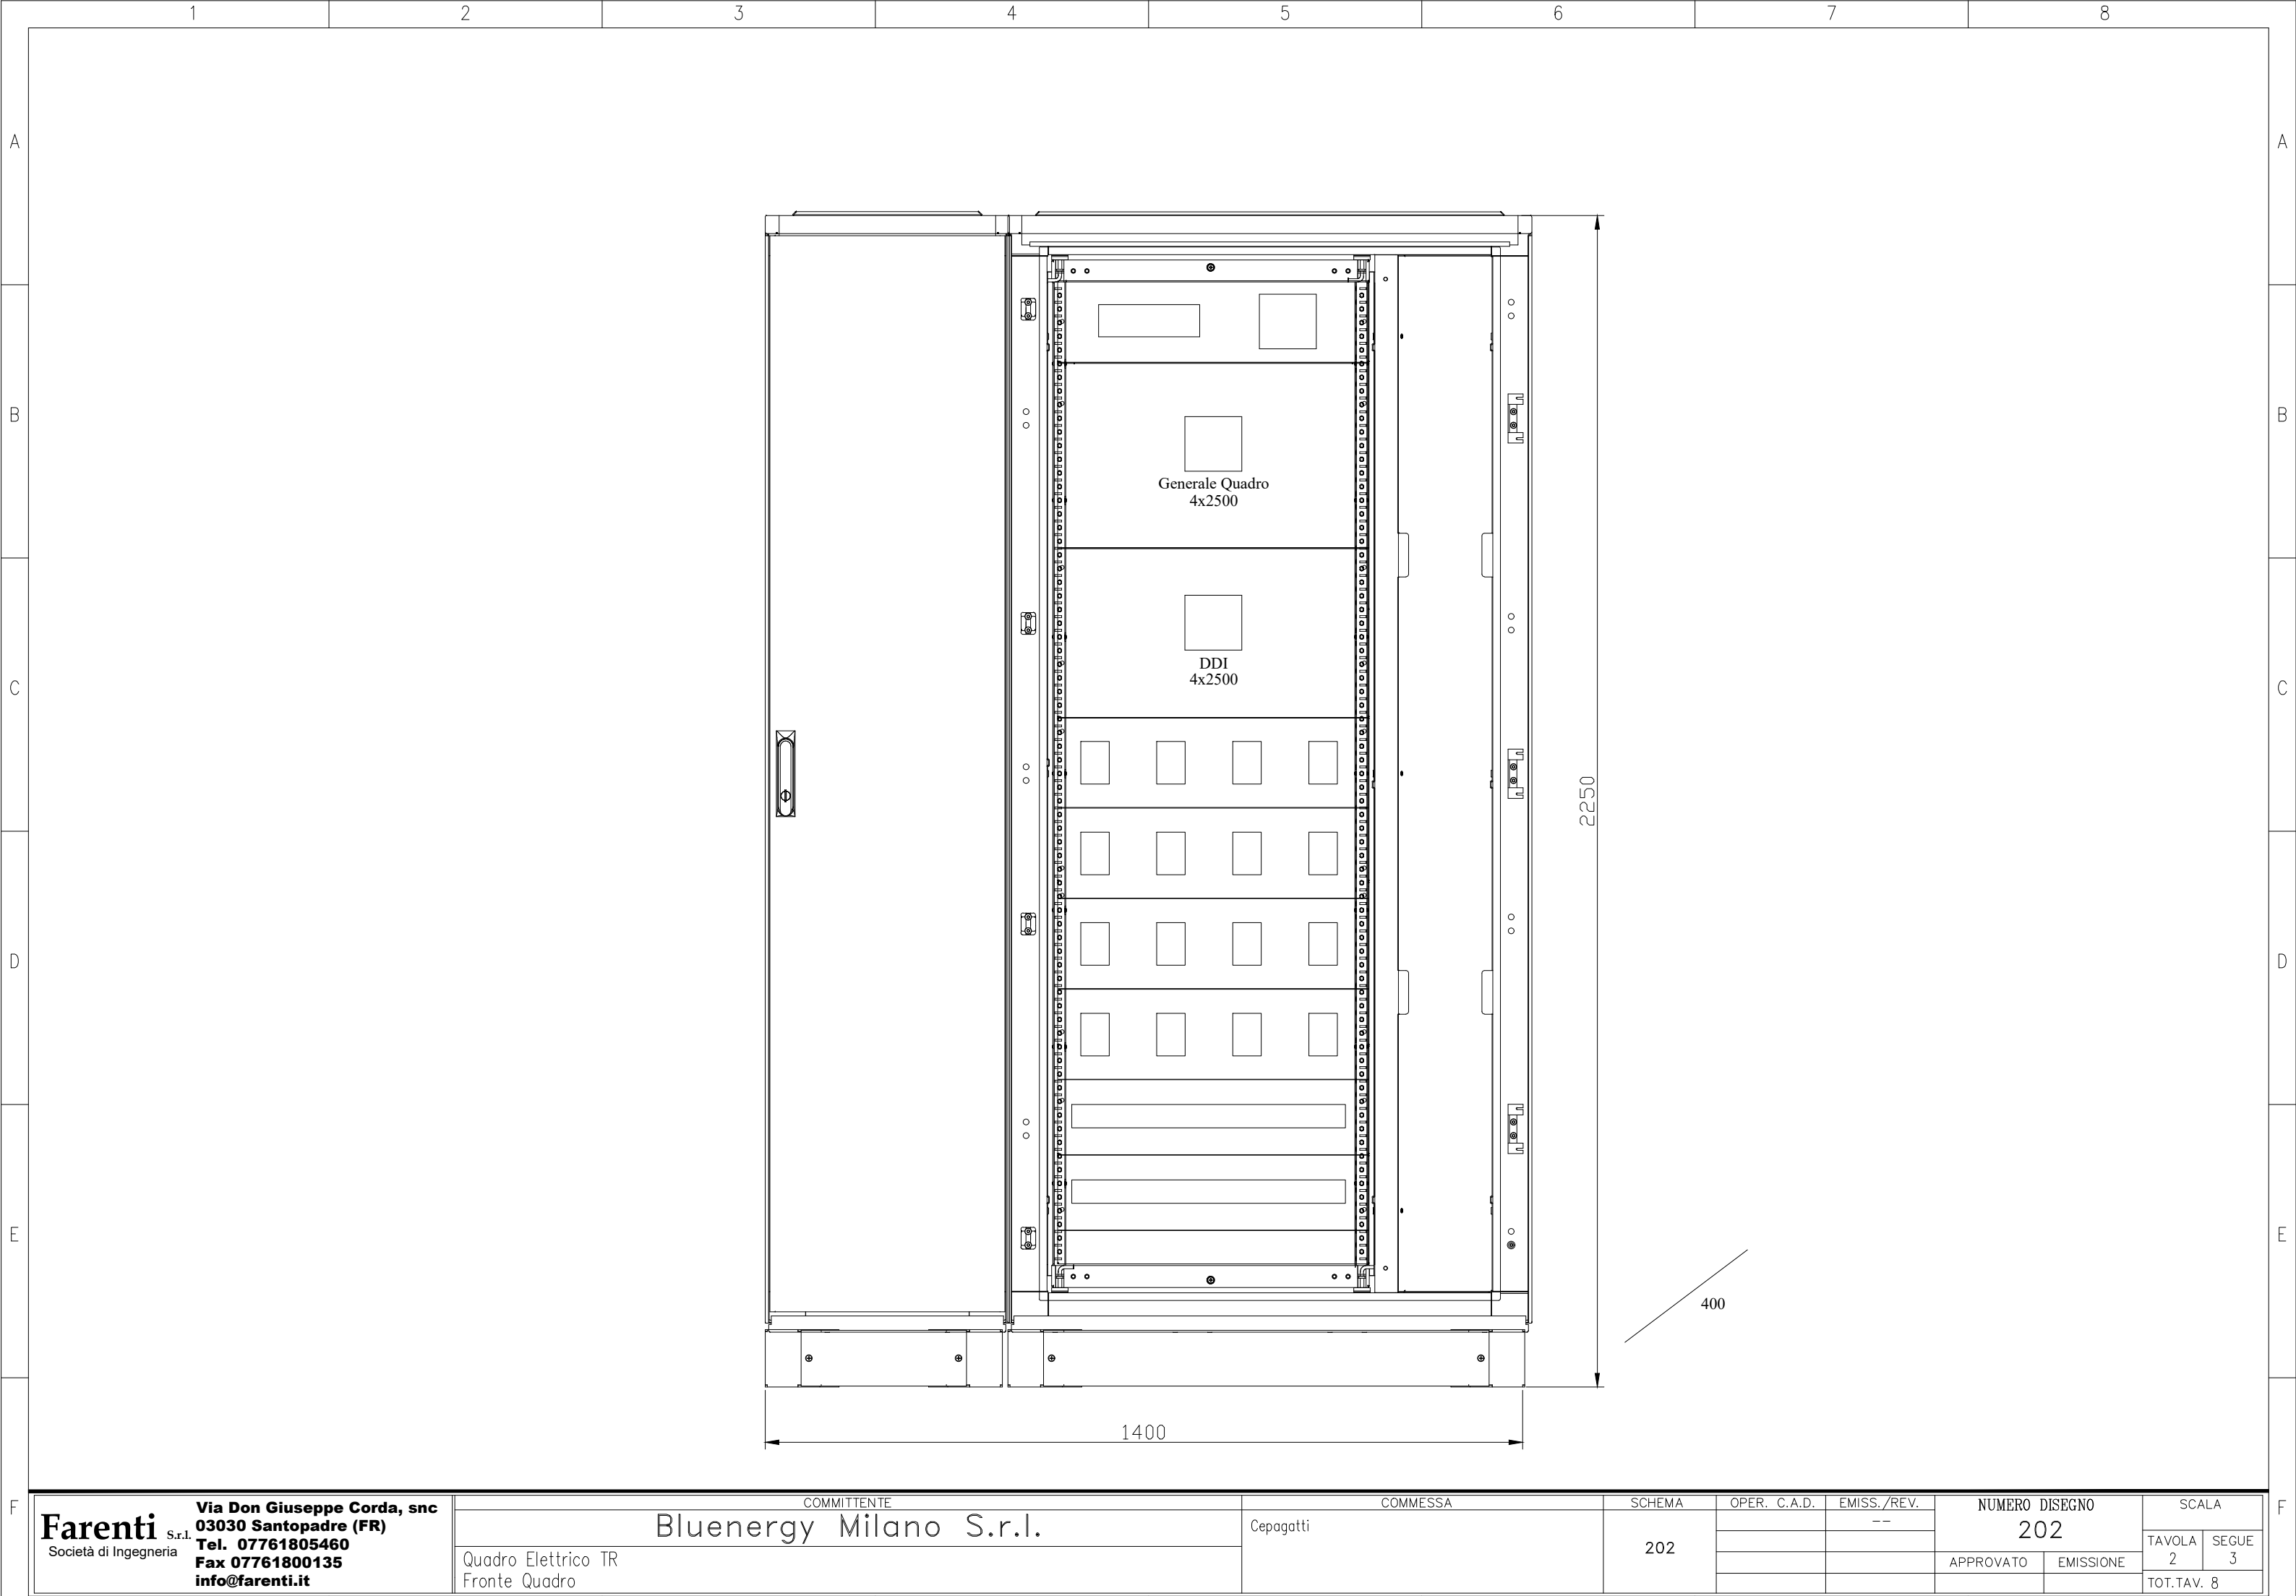 1 2 3 4 5 6 7 8
A A
B B
Generale Quadro
4x2500
C C
DDI
4x2500
2250
D D
E E
400
1400
F F
Farenti S.r.l.
Società di Ingegneria
Via Don Giuseppe Corda, snc
03030 Santopadre (FR)
Tel. 07761805460
Fax 07761800135
info@farenti.it
COMMITTENTE
Bluenergy Milano S.r.l.
Quadro Elettrico TR
Fronte Quadro
COMMESSA
Cepagatti
SCHEMA
202
OPER. C.A.D.
EMISS./REV.
--
NUMERO DISEGNO
202
APPROVATO
EMISSIONE
SCALA
TAVOLA
2
SEGUE
3
TOT.TAV. 8